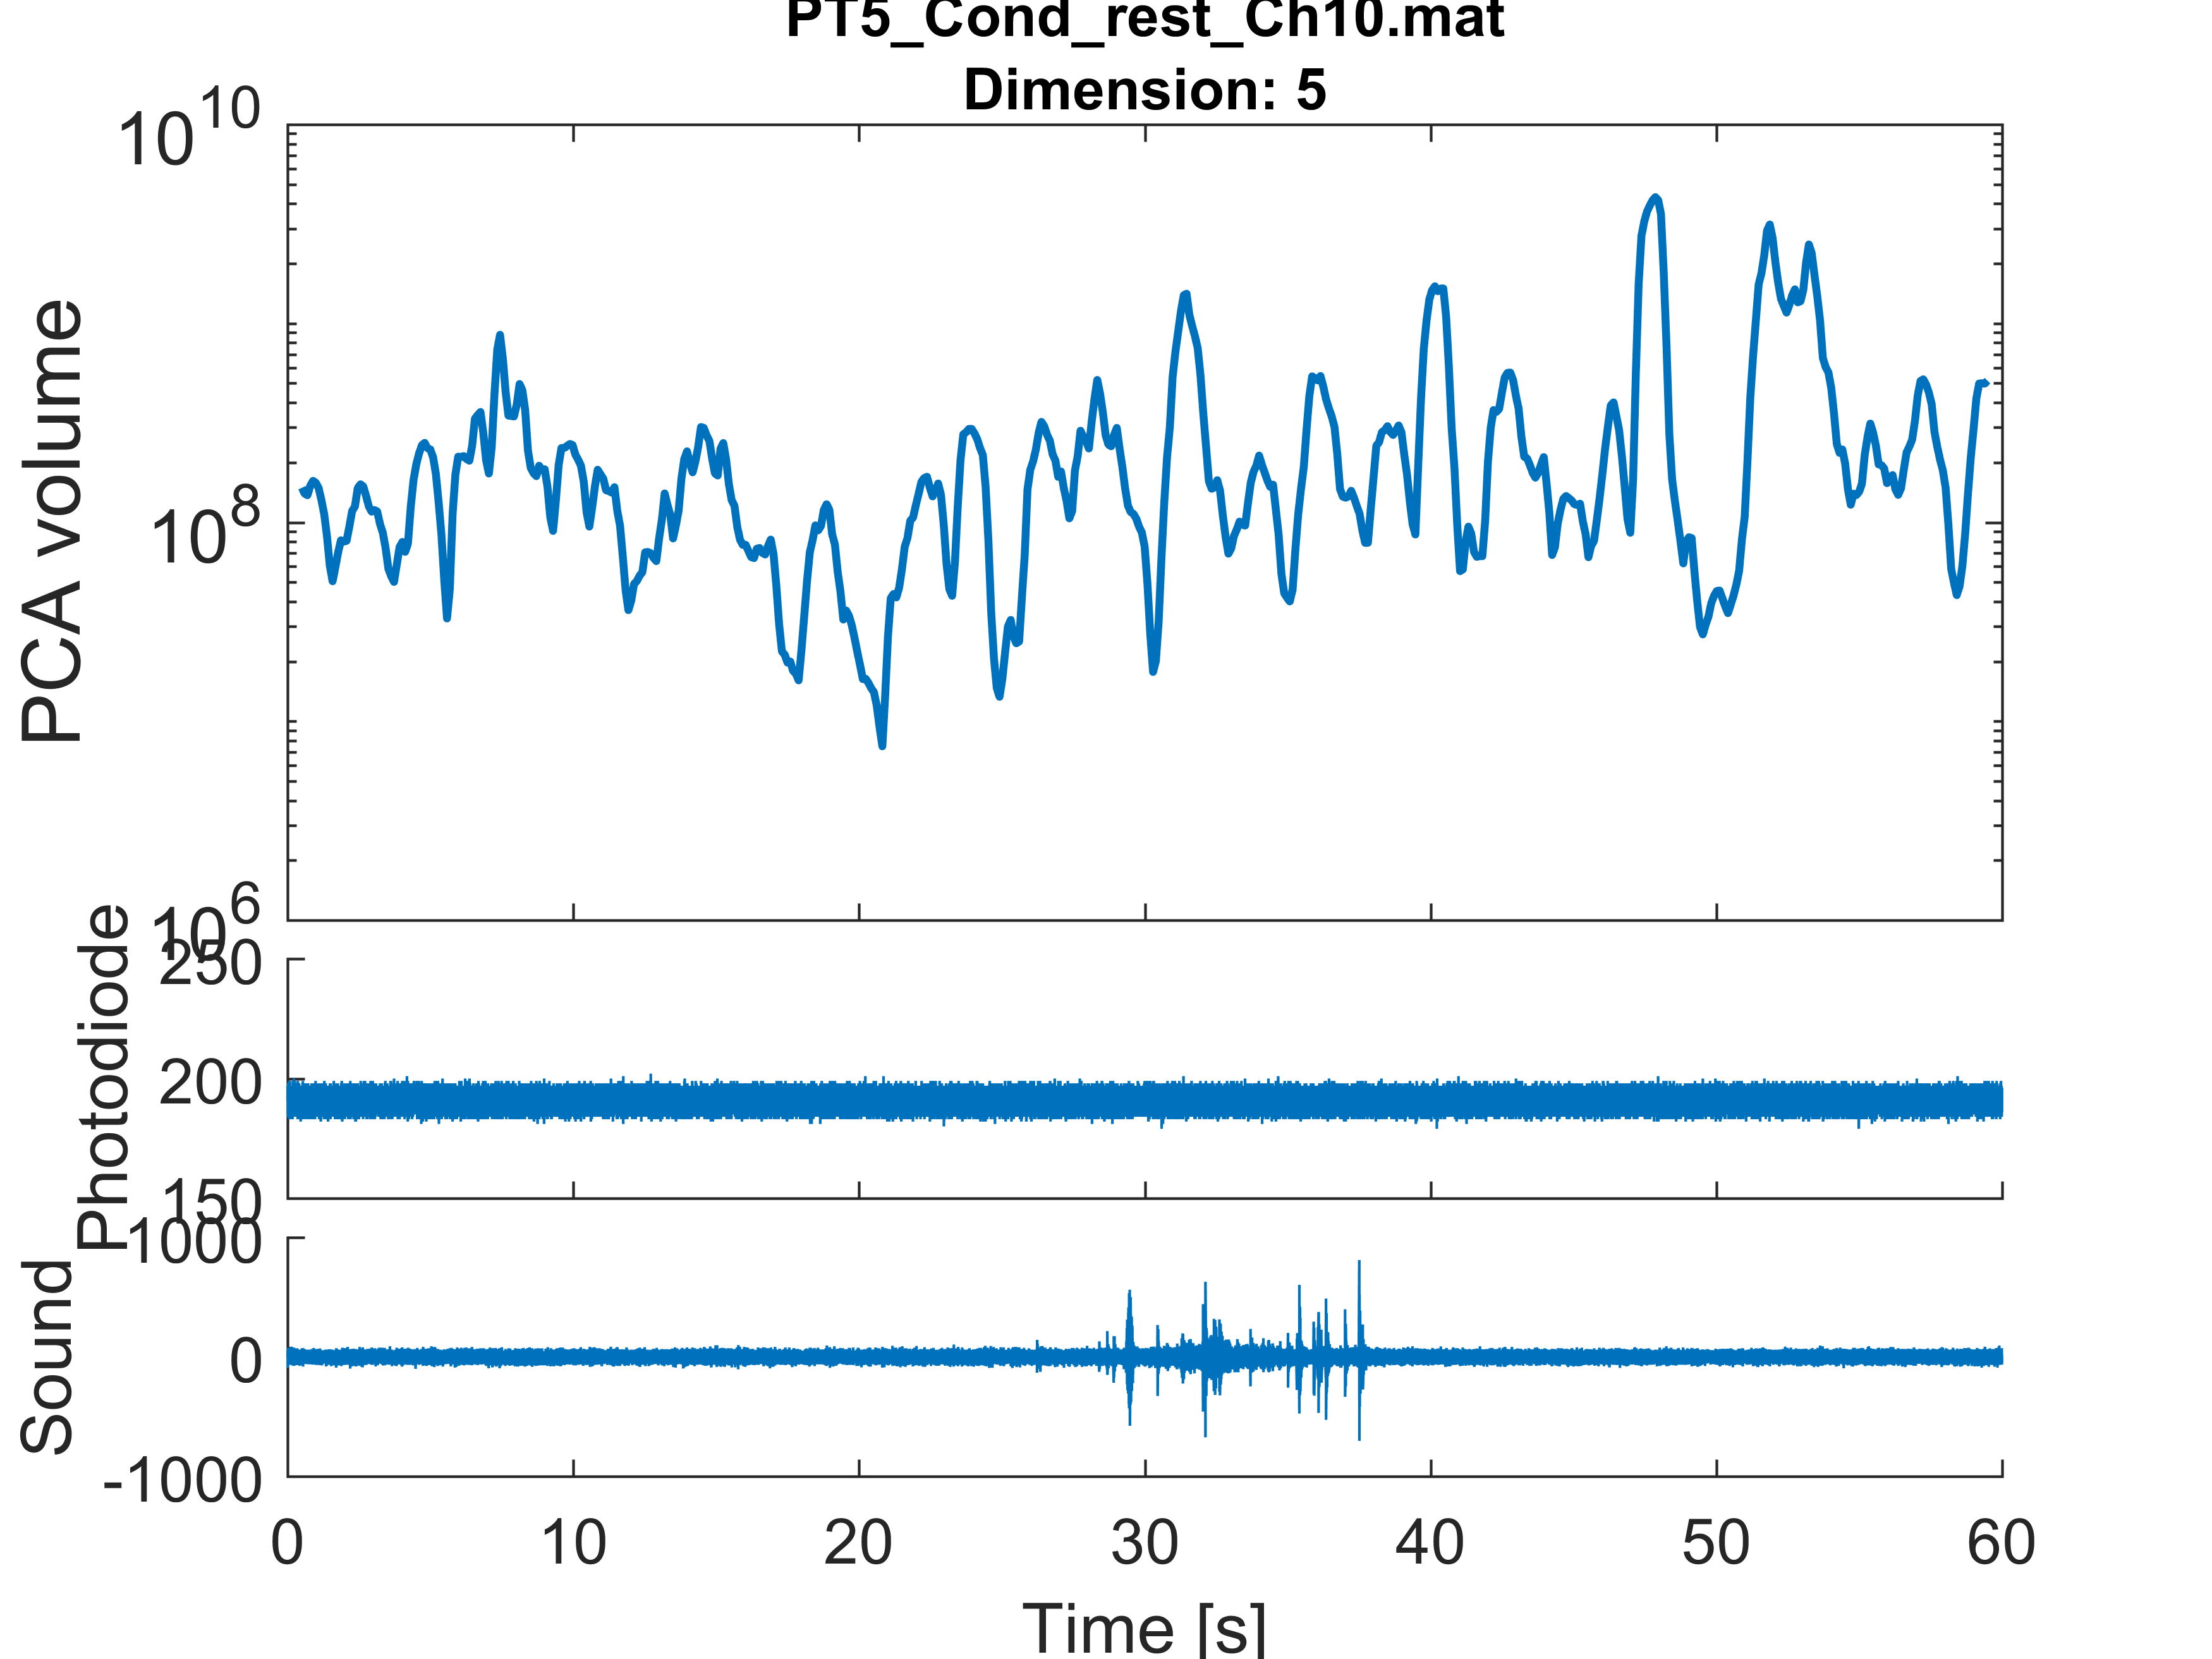 PT5_Cond_rest_Ch10.mat
Dimension: 5
PCA volume
10^10
10^8
10^6
Photodiode
250
200
150
Sound
1000
0
-1000
0 10 20 30 40 50 60
Time [s]